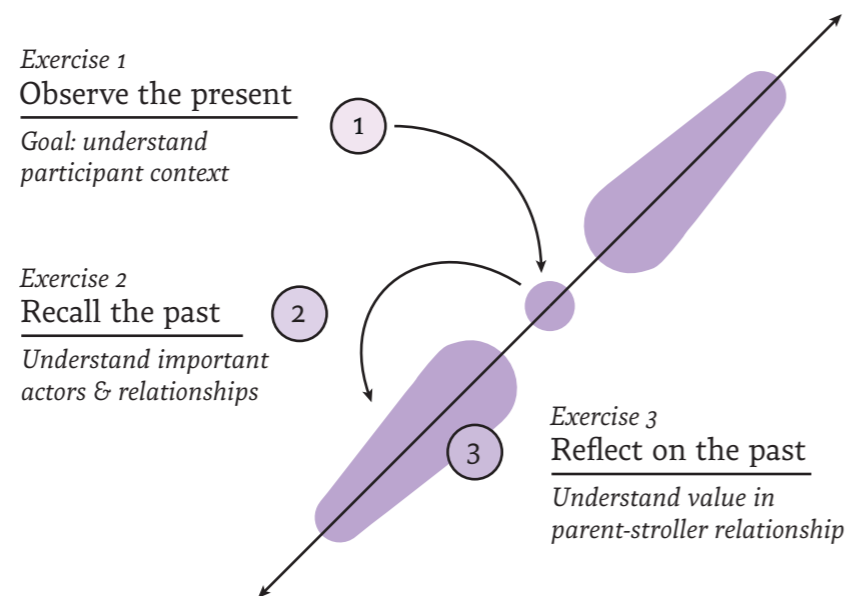 Exercise 1
Observe the present
Goal: understand
participant context
1
Exercise 2
Recall the past
Understand important
actors & relationships
2
3
Exercise 3
Reflect on the past
Understand value in
parent-stroller relationship